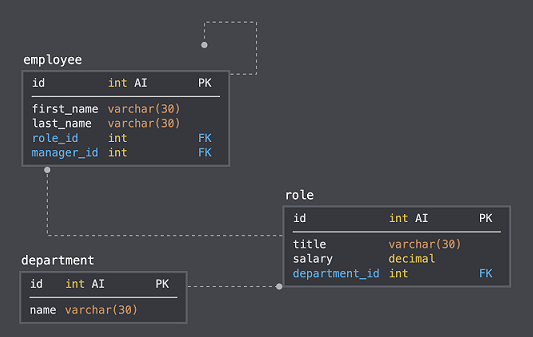 employee
id int AI PK
first_name varchar(30)
last_name varchar(30)
role_id int FK
manager_id int FK
role
id int AI PK
title varchar(30)
salary decimal
department_id int FK
department
id int AI PK
name varchar(30)